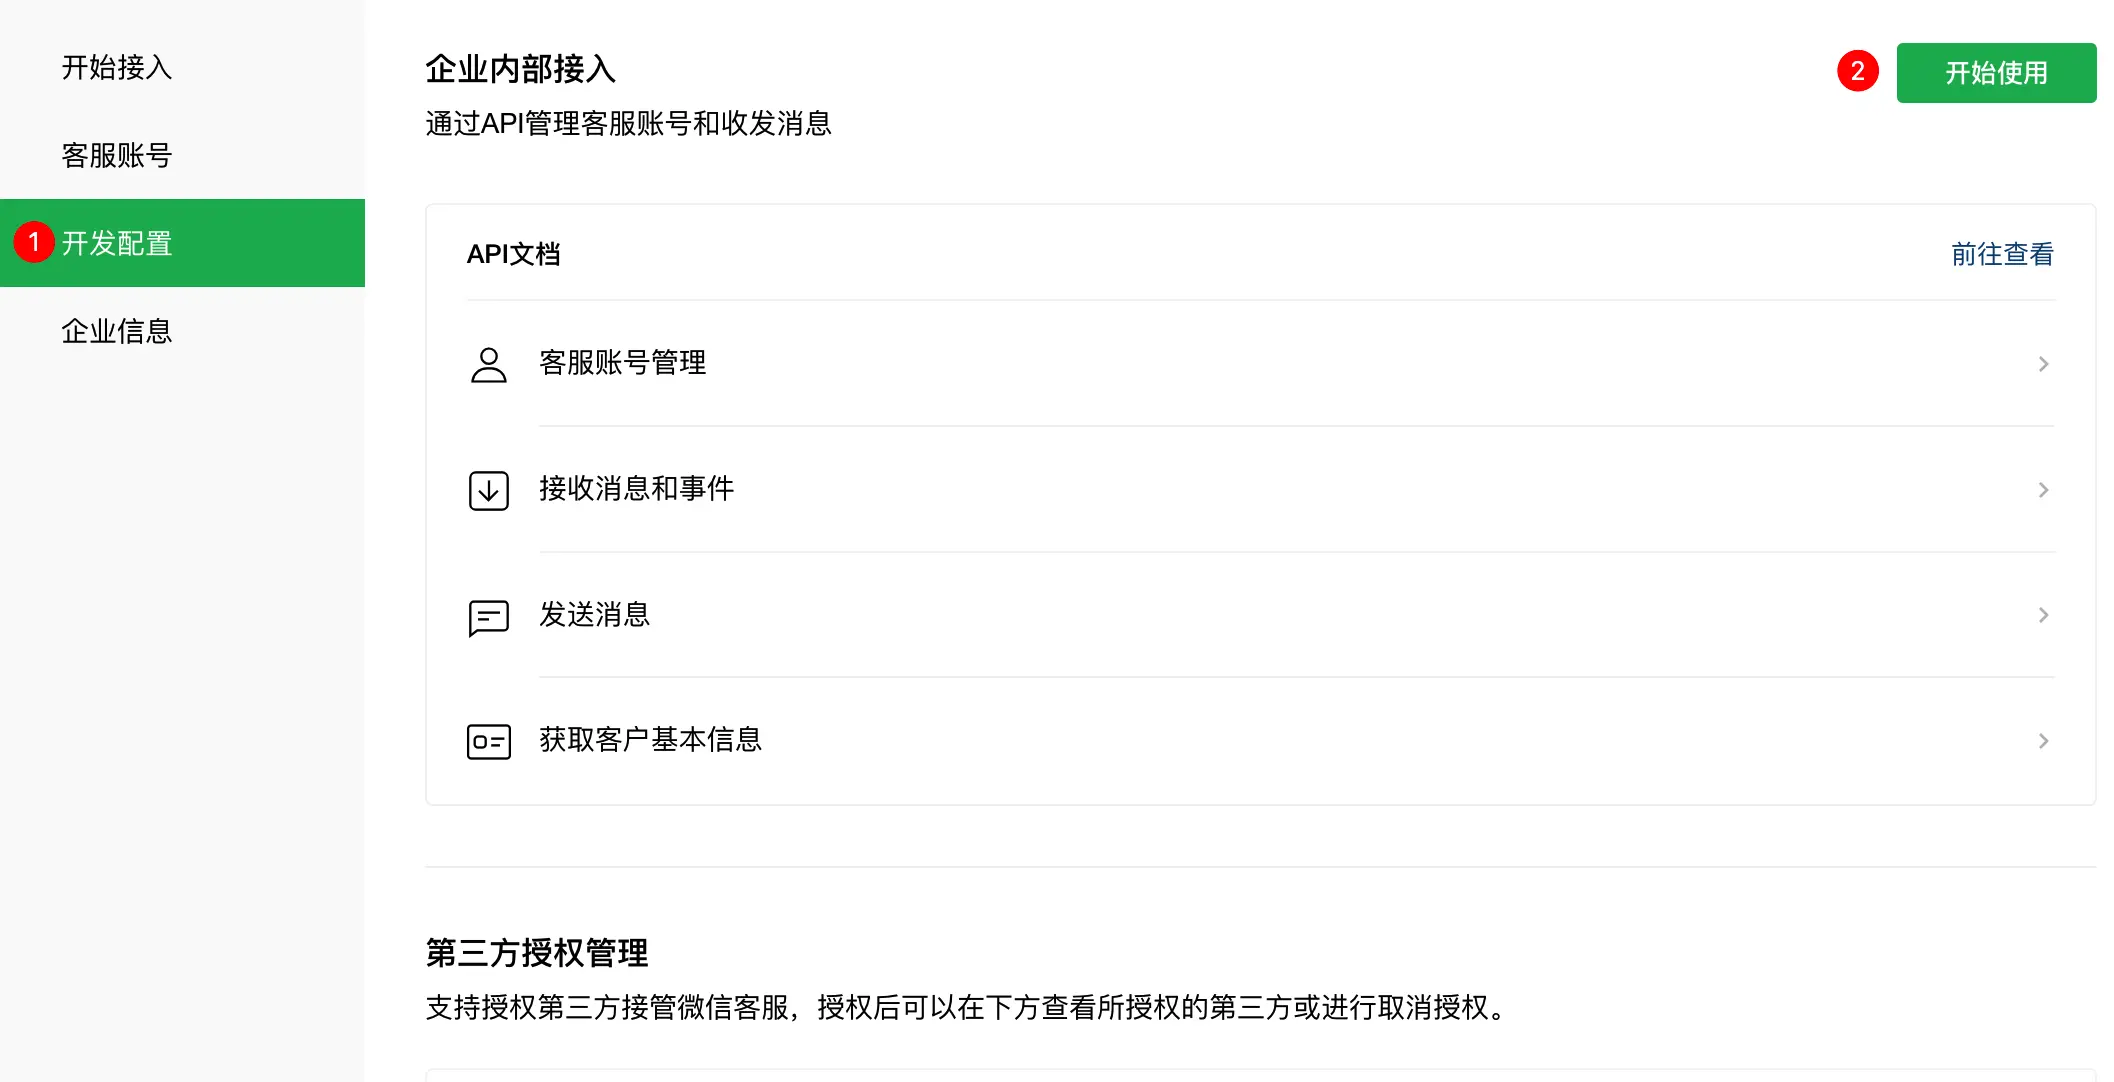 开始接入
客服账号
1 开发配置
企业信息
企业内部接入
2 开始使用
通过API管理客服账号和收发消息
API文档 前往查看
客服账号管理
接收消息和事件
发送消息
获取客户基本信息
第三方授权管理
支持授权第三方接管微信客服，授权后可以在下方查看所授权的第三方或进行取消授权。